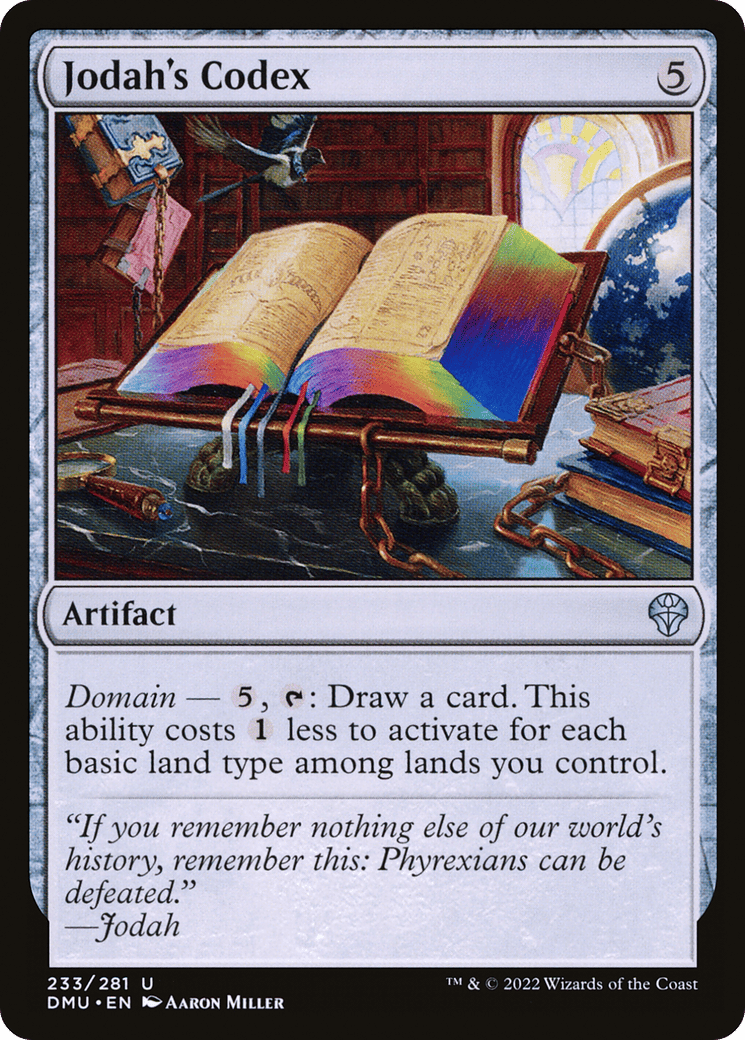 Jodah's Codex 5
Artifact
Domain — 5, : Draw a card. This
ability costs 1 less to activate for each
basic land type among lands you control.
“If you remember nothing else of our world's
history, remember this: Phyrexians can be
defeated.”
—Jodah
233/281 U
DMU • EN AARON MILLER
™ & © 2022 Wizards of the Coast